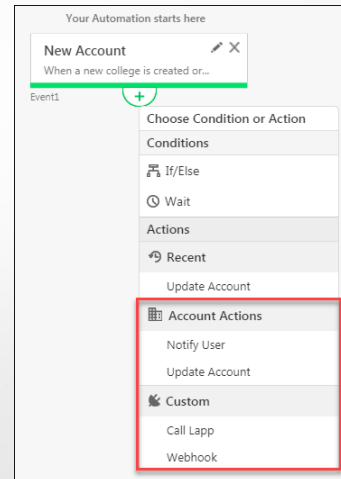 Your Automation starts here
New Account
When a new college is created or...
Event1
Choose Condition or Action
Conditions
If/Else
Wait
Actions
Recent
Update Account
Account Actions
Notify User
Update Account
Custom
Call Lapp
Webhook